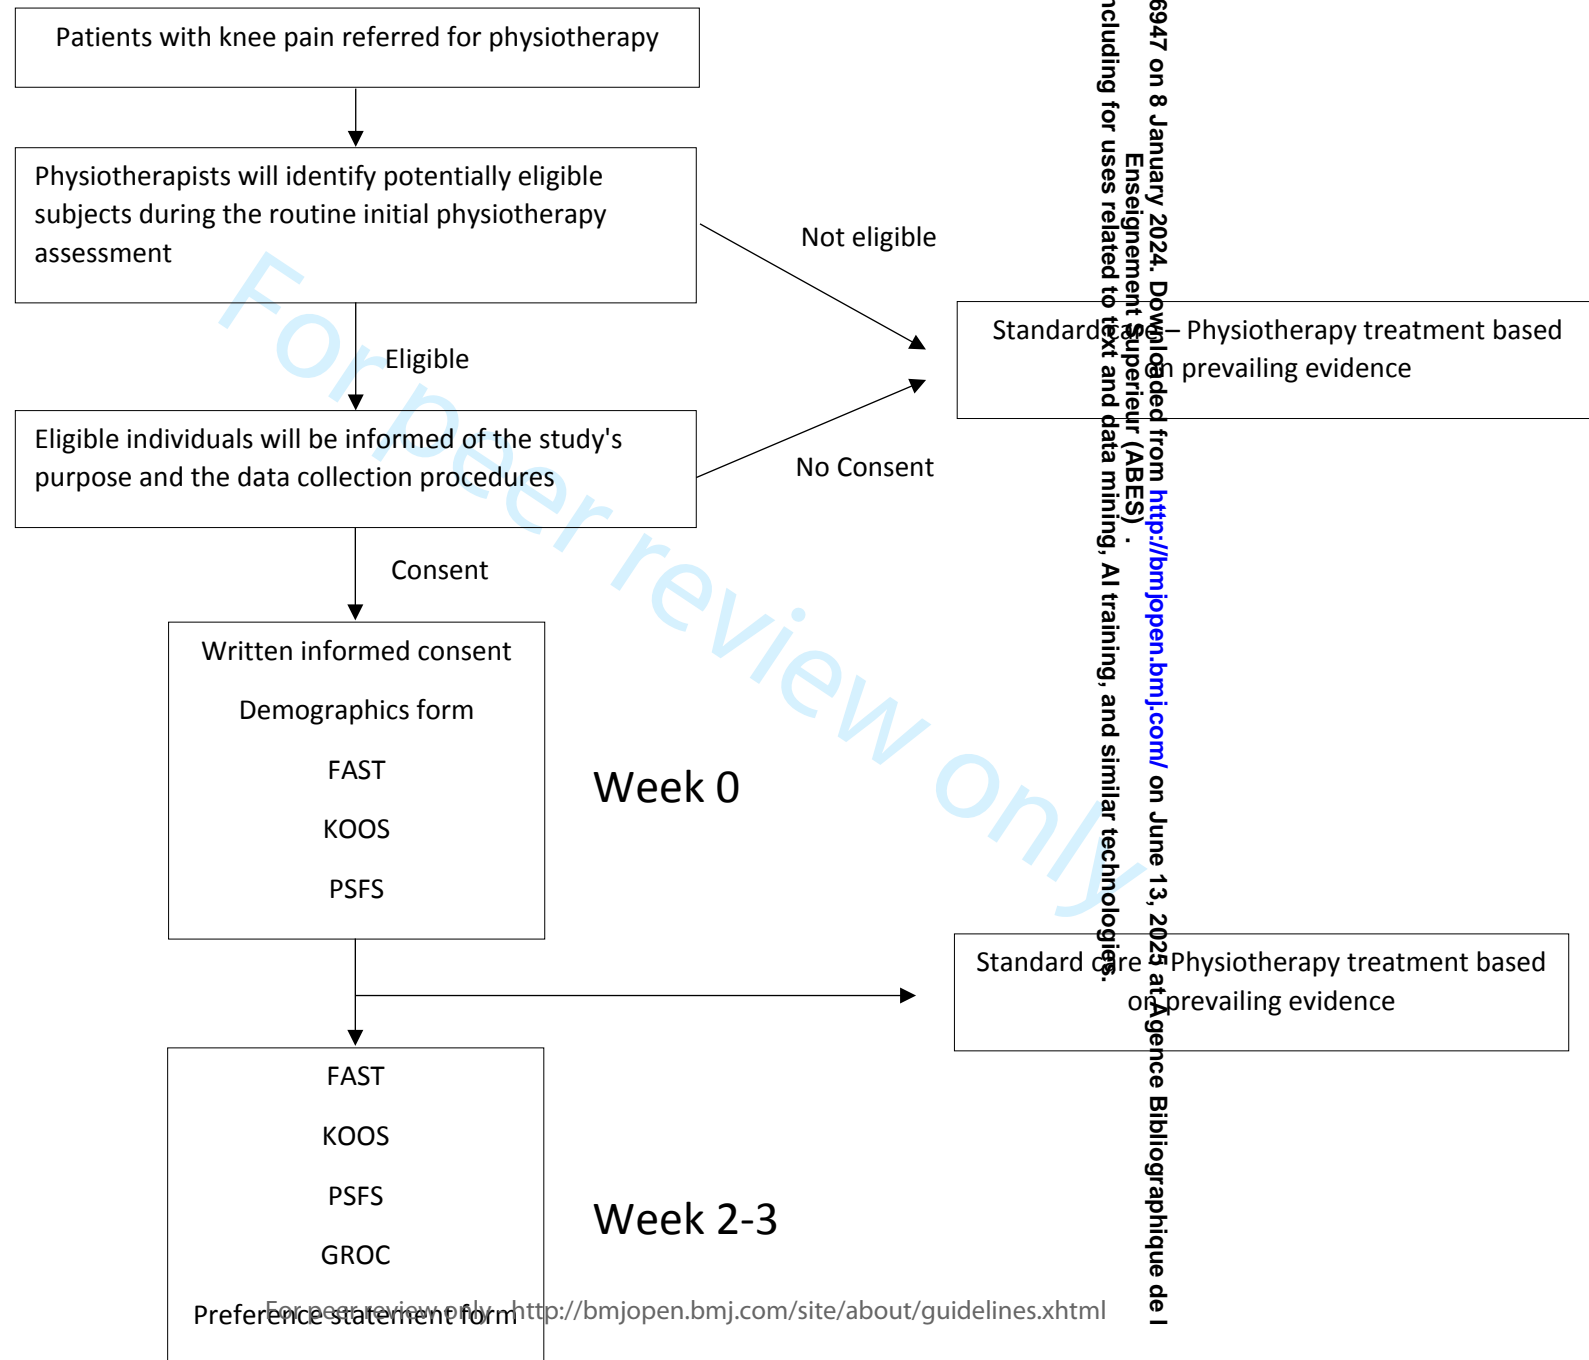 Patients with knee pain referred for physiotherapy
Physiotherapists will identify potentially eligible
subjects during the routine initial physiotherapy
assessment
Not eligible
Standard care – Physiotherapy treatment based
on prevailing evidence
Eligible
Eligible individuals will be informed of the study's
purpose and the data collection procedures
No Consent
Consent
Written informed consent
Demographics form
FAST
KOOS
PSFS
Week 0
Standard care – Physiotherapy treatment based
on prevailing evidence
FAST
KOOS
PSFS
GROC
Preference statement form
Week 2-3
For peer review only - http://bmjopen.bmj.com/site/about/guidelines.xhtml
For peer review only
6947 on 8 January 2024. Downloaded from http://bmjopen.bmj.com/ on June 13, 2025 at Agence Bibliographique de l
Enseignement Superieur (ABES) .
ncluding for uses related to text and data mining, AI training, and similar technologies.